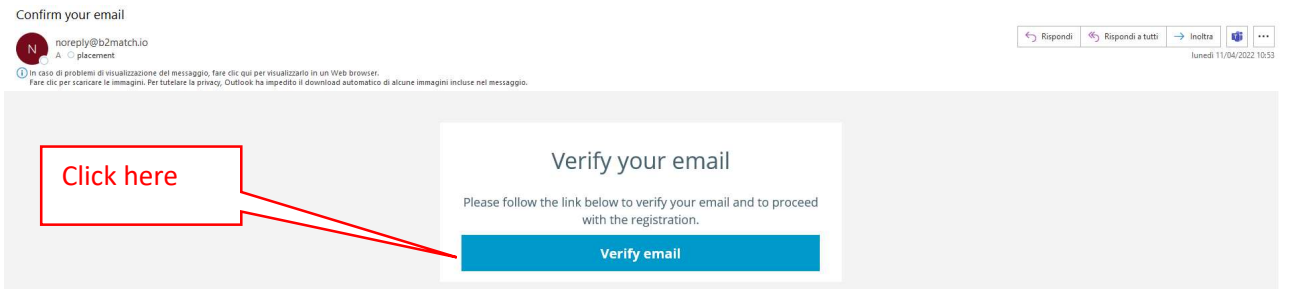 Confirm your email
N
noreply@b2match.io
A placement
Rispondi
Rispondi a tutti
Inoltra
lunedì 11/04/2022 10:53
In caso di problemi di visualizzazione del messaggio, fare clic qui per visualizzarlo in un Web browser.
Fare clic per scaricare le immagini. Per tutelare la privacy, Outlook ha impedito il download automatico di alcune immagini incluse nel messaggio.
Click here
Verify your email
Please follow the link below to verify your email and to proceed
with the registration.
Verify email